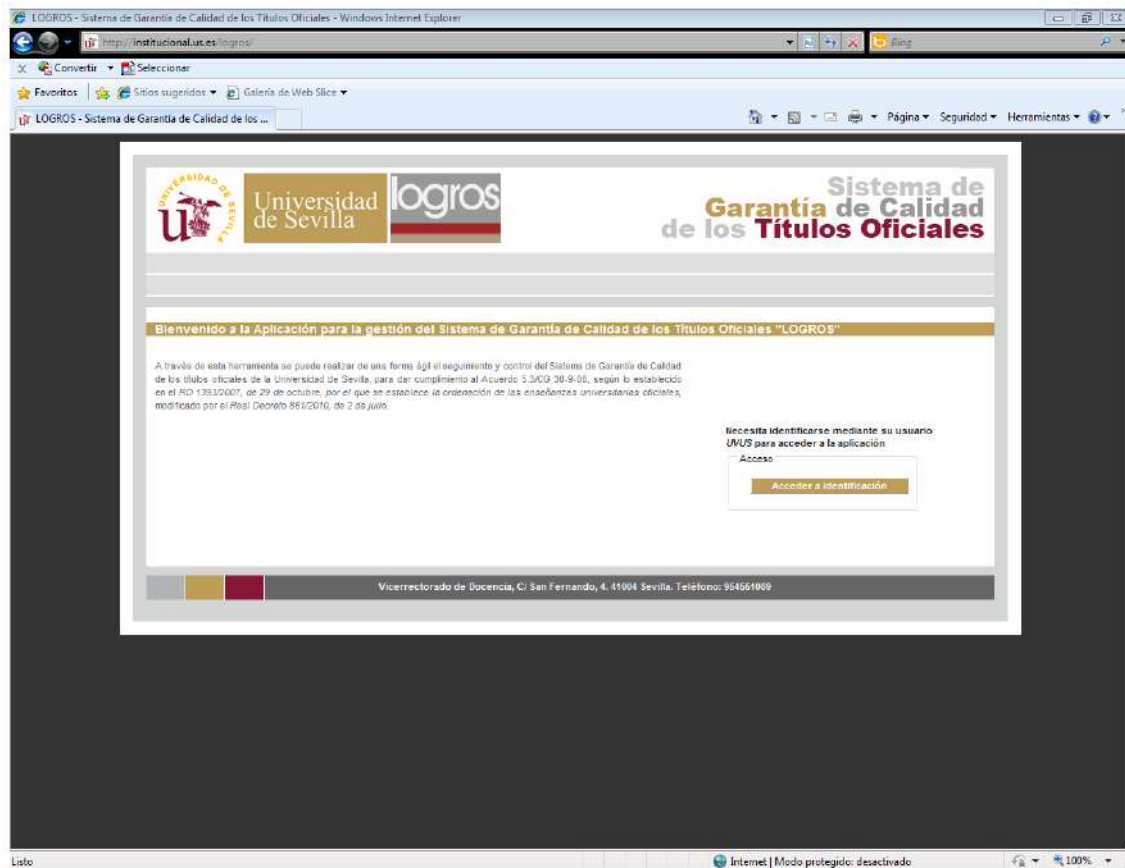 LOGROS - Sistema de Garantía de Calidad de los Títulos Oficiales - Windows Internet Explorer
http://institucional.us.es/logros/
Bing
x Convertir Seleccionar
Favoritos Sitios sugeridos Galería de Web Slice
LOGROS - Sistema de Garantía de Calidad de los ...
Página Seguridad Herramientas
UNIVERSIDAD DE SEVILLA
Universidad
de Sevilla
logros
Sistema de
Garantía de Calidad
de los Títulos Oficiales
Bienvenido a la Aplicación para la gestión del Sistema de Garantía de Calidad de los Títulos Oficiales "LOGROS"
A través de esta herramienta se puede realizar de una forma ágil el seguimiento y control del Sistema de Garantía de Calidad
de los títulos oficiales de la Universidad de Sevilla, para dar cumplimiento al Acuerdo 5.3/CG 30-9-08, según lo establecido
en el RD 1393/2007, de 29 de octubre, por el que se establece la ordenación de las enseñanzas universitarias oficiales,
modificado por el Real Decreto 861/2010, de 2 de julio.
Necesita identificarse mediante su usuario
UVUS para acceder a la aplicación
Acceso
Acceder a identificación
Vicerrectorado de Docencia, C/ San Fernando, 4. 41004 Sevilla. Teléfono: 954551069
Listo
Internet | Modo protegido: desactivado
100%